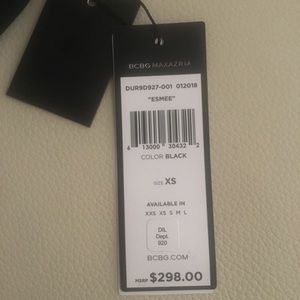 BCBG MAXAZRIA
DUR9D927-001 012018
"ESMEE"
6 13000 30432 2
COLOR BLACK
SIZE XS
AVAILABLE IN
XXS XS S M L
DIL
Dept.
920
BCBG.COM
MSRP $298.00